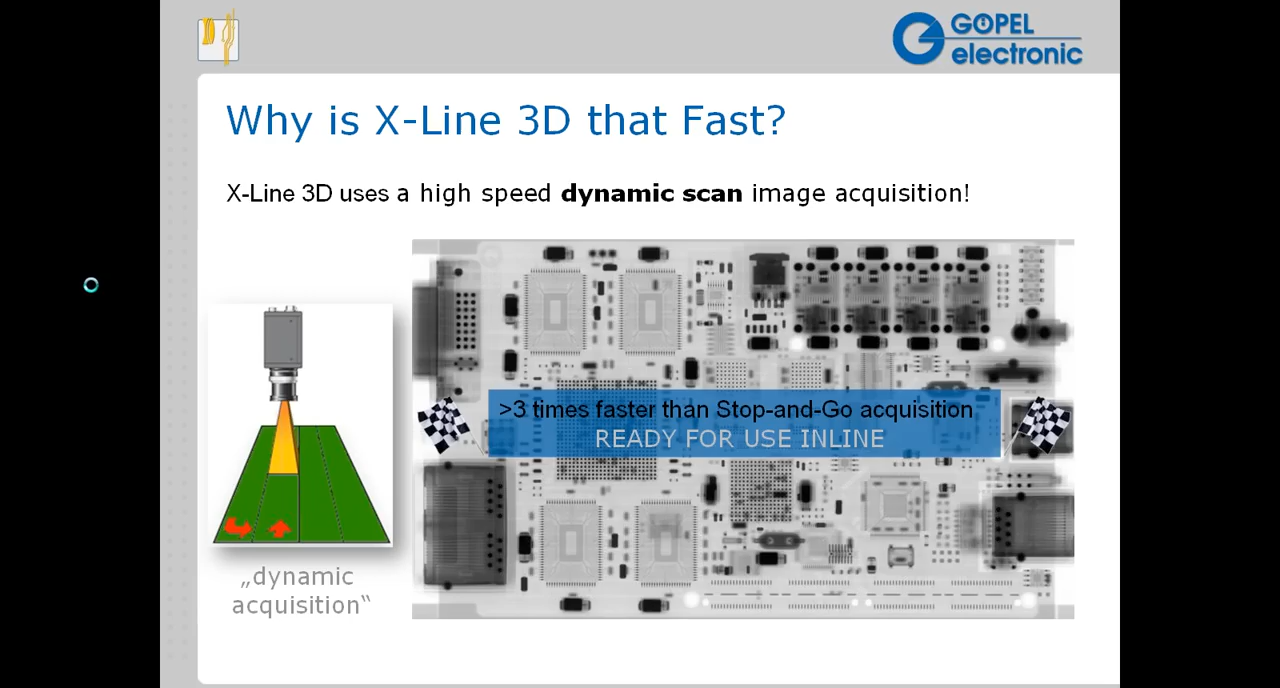 GÖPEL
electronic
Why is X-Line 3D that Fast?
X-Line 3D uses a high speed dynamic scan image acquisition!
>3 times faster than Stop-and-Go acquisition
READY FOR USE INLINE
„dynamic
acquisition“